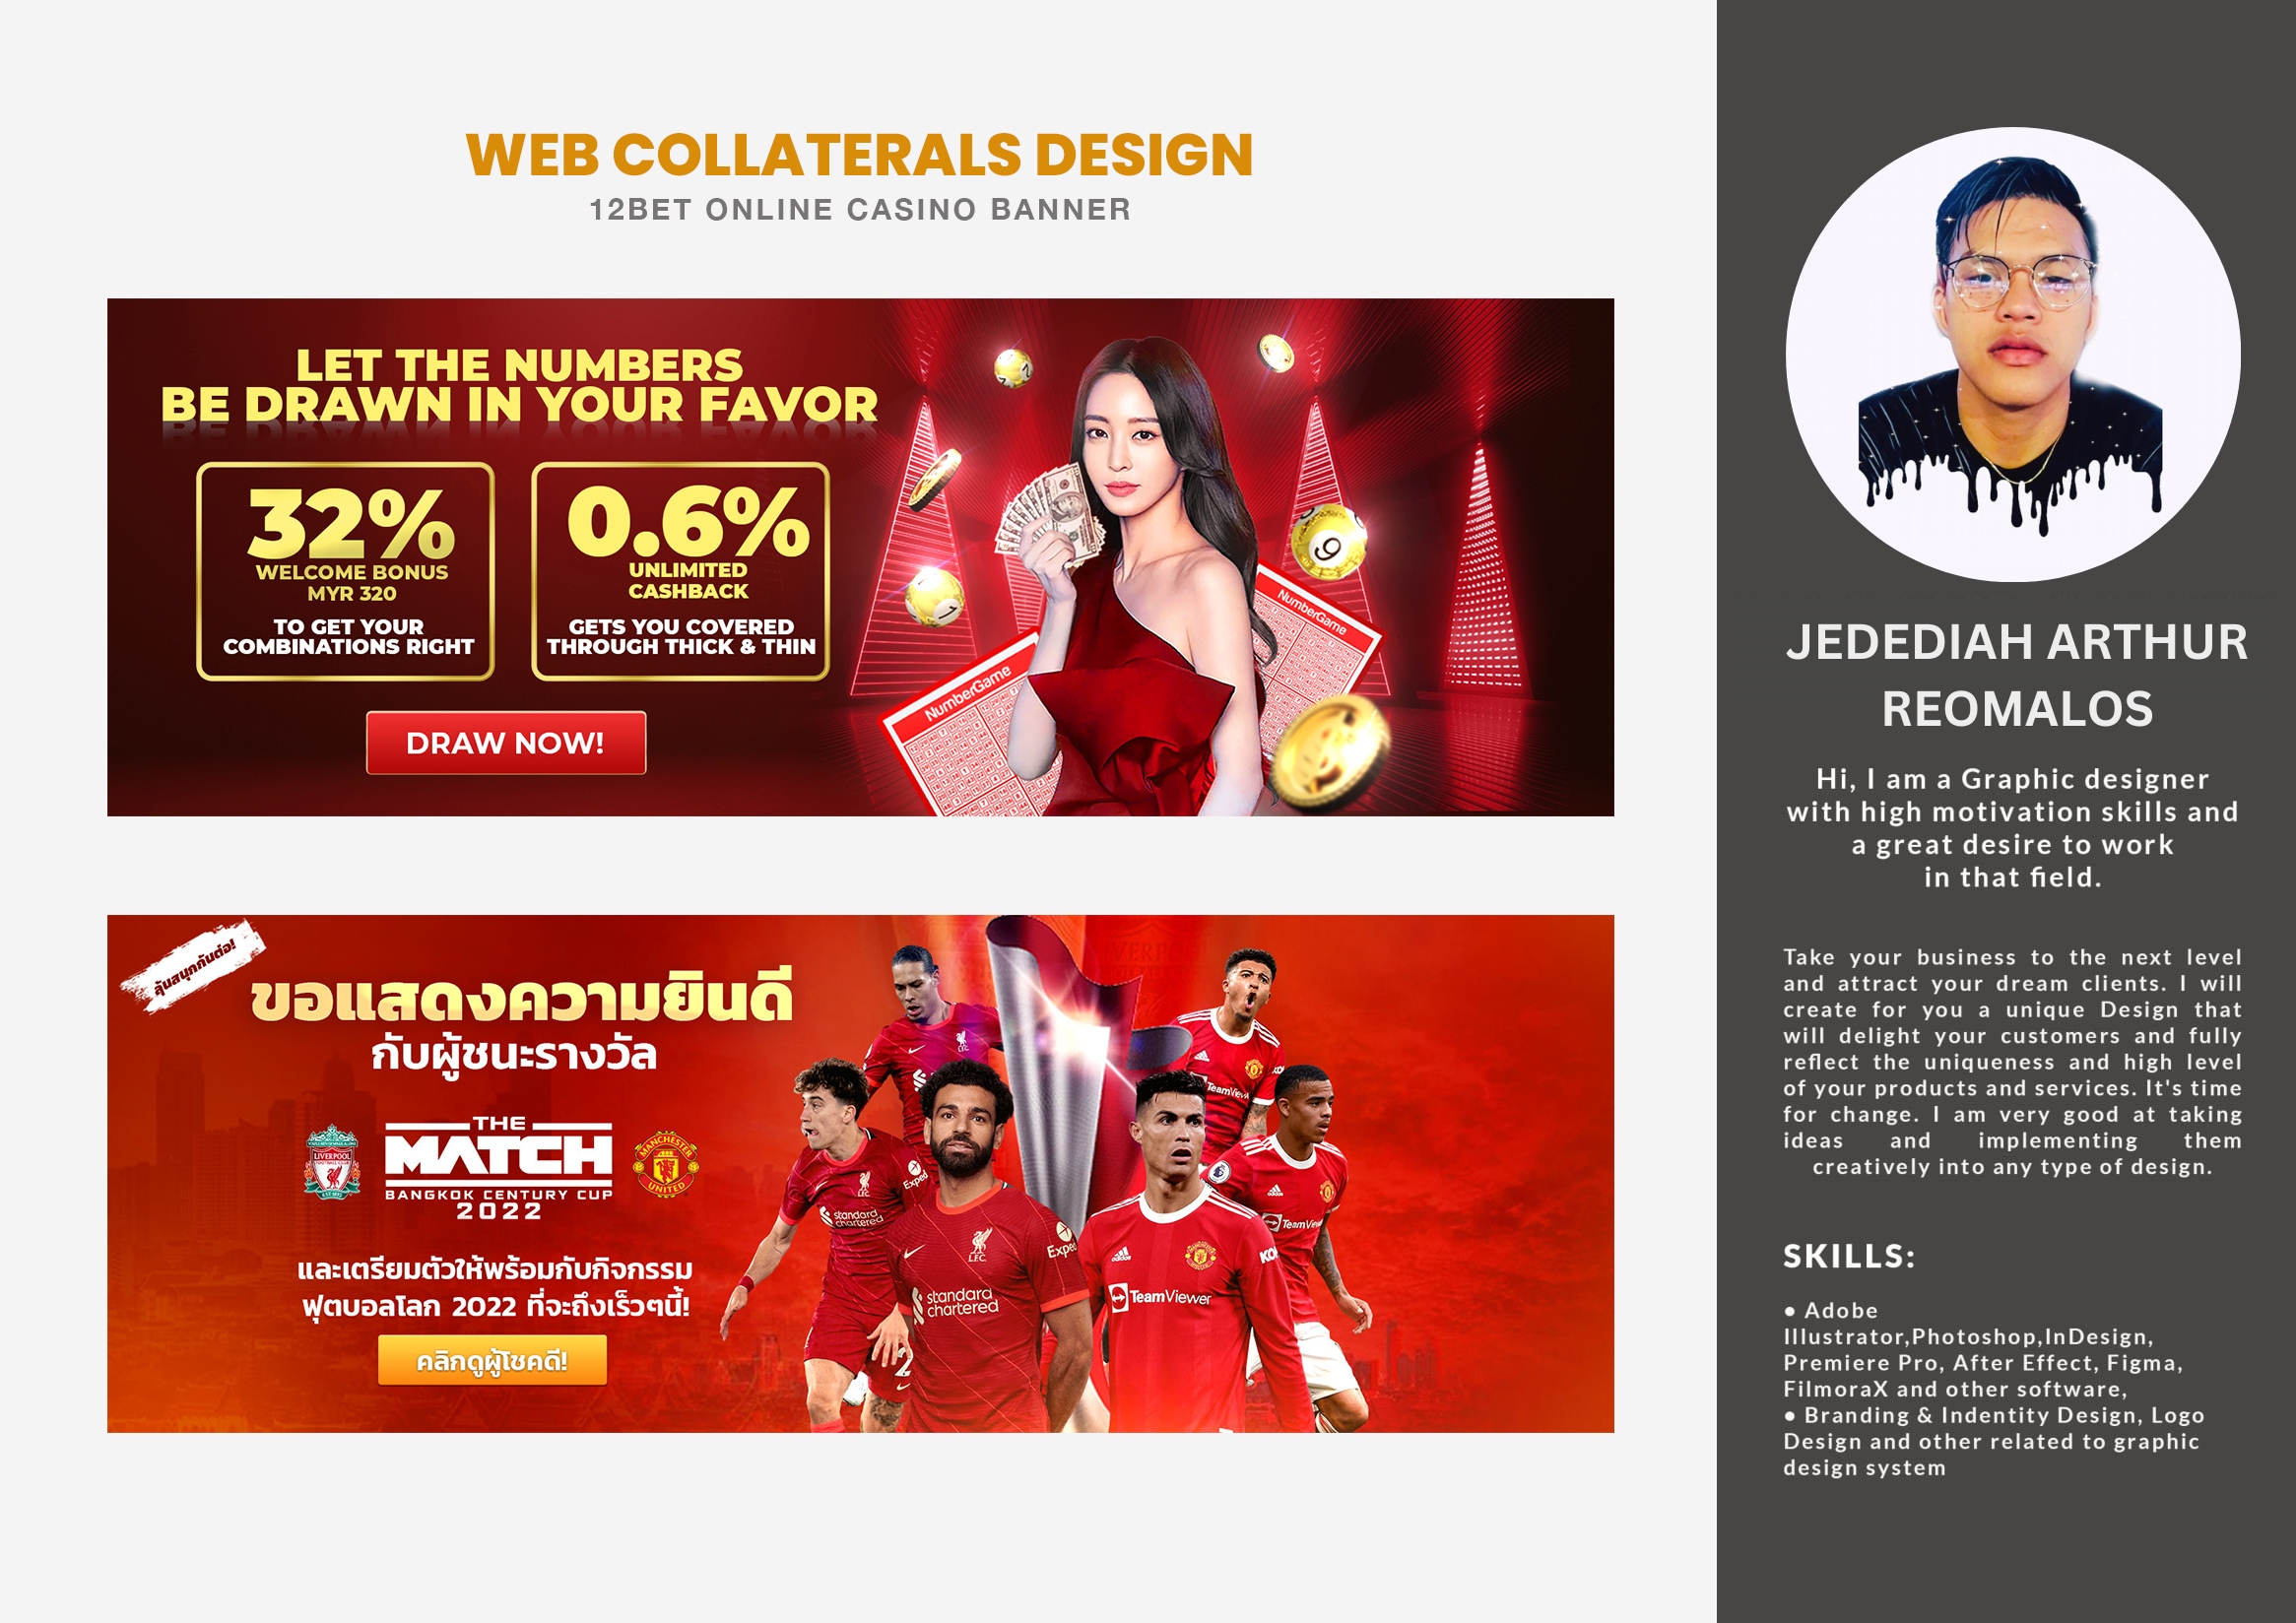 WEB COLLATERALS DESIGN
12BET ONLINE CASINO BANNER
LET THE NUMBERS
BE DRAWN IN YOUR FAVOR
32%
WELCOME BONUS
MYR 320
TO GET YOUR
COMBINATIONS RIGHT
0.6%
UNLIMITED
CASHBACK
GETS YOU COVERED
THROUGH THICK & THIN
DRAW NOW!
NumberGame
NumberGame
9
1
ลุ้นสนุกกันต่อ!
ขอแสดงความยินดี
กับผู้ชนะรางวัล
LIVERPOOL
THE
MATCH
BANGKOK CENTURY CUP
2022
MANCHESTER
UNITED
และเตรียมตัวให้พร้อมกับกิจกรรม
ฟุตบอลโลก 2022 ที่จะถึงเร็วๆนี้!
คลิกดูผู้โชคดี!
standard
chartered
L.F.C.
Exped
standard
chartered
Exped
adidas
TeamViewer
KO
TeamView
adidas
TeamView
JEDEDIAH ARTHUR
REOMALOS
Hi, I am a Graphic designer
with high motivation skills and
a great desire to work
in that field.
Take your business to the next level
and attract your dream clients. I will
create for you a unique Design that
will delight your customers and fully
reflect the uniqueness and high level
of your products and services. It's time
for change. I am very good at taking
ideas and implementing them
creatively into any type of design.
SKILLS:
• Adobe
Illustrator,Photoshop,InDesign,
Premiere Pro, After Effect, Figma,
FilmoraX and other software,
• Branding & Indentity Design, Logo
Design and other related to graphic
design system